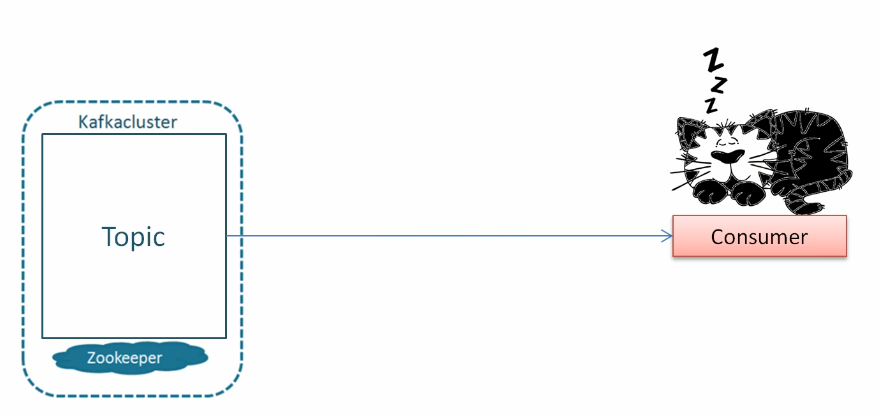 Z
Z
Z
Kafkacluster
Topic
Consumer
Zookeeper